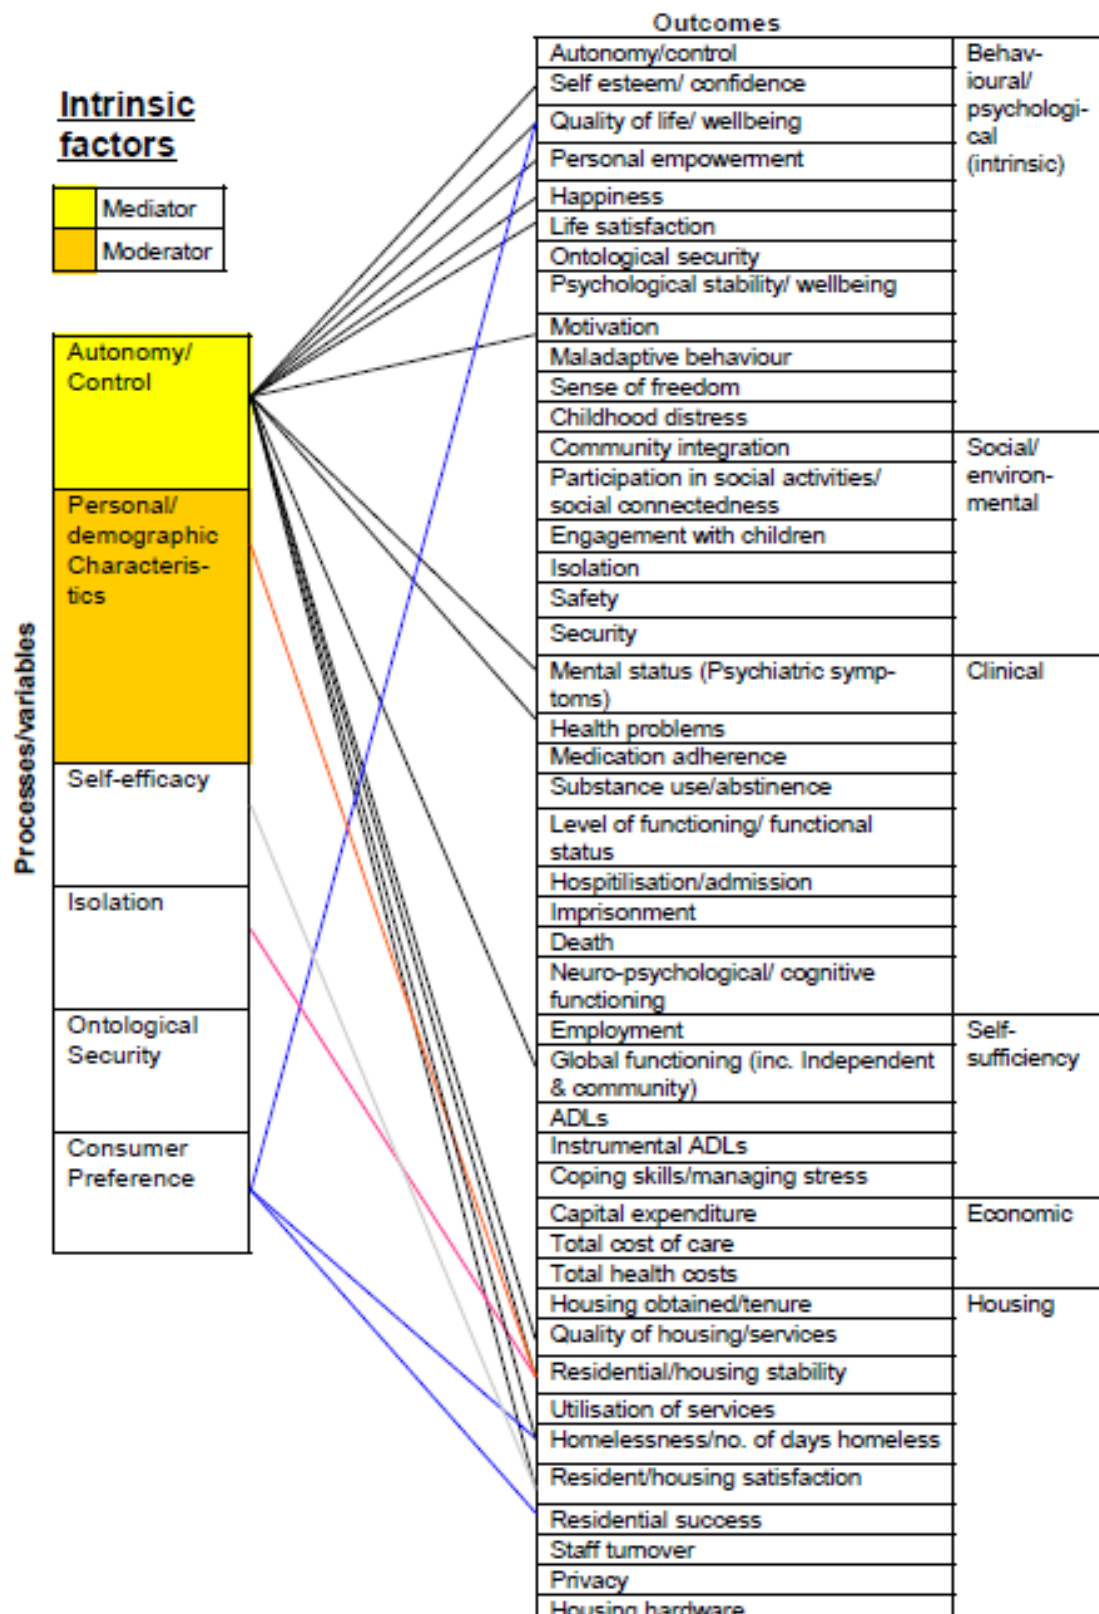 Outcomes
Intrinsic
factors
Mediator
Moderator
Processes/variables
Autonomy/
Control
Personal/
demographic
Characteris-
tics
Self-efficacy
Isolation
Ontological
Security
Consumer
Preference
Autonomy/control
Self esteem/ confidence
Quality of life/ wellbeing
Personal empowerment
Happiness
Life satisfaction
Ontological security
Psychological stability/ wellbeing
Motivation
Maladaptive behaviour
Sense of freedom
Childhood distress
Behav-
ioural/
psychologi-
cal
(intrinsic)
Community integration
Participation in social activities/
social connectedness
Engagement with children
Isolation
Safety
Security
Social/
environ-
mental
Mental status (Psychiatric symp-
toms)
Health problems
Medication adherence
Substance use/abstinence
Level of functioning/ functional
status
Hospitilisation/admission
Imprisonment
Death
Neuro-psychological/ cognitive
functioning
Clinical
Employment
Global functioning (inc. Independent
& community)
ADLs
Instrumental ADLs
Coping skills/managing stress
Self-
sufficiency
Capital expenditure
Total cost of care
Total health costs
Economic
Housing obtained/tenure
Quality of housing/services
Residential/housing stability
Utilisation of services
Homelessness/no. of days homeless
Resident/housing satisfaction
Residential success
Staff turnover
Privacy
Housing hardware
Housing